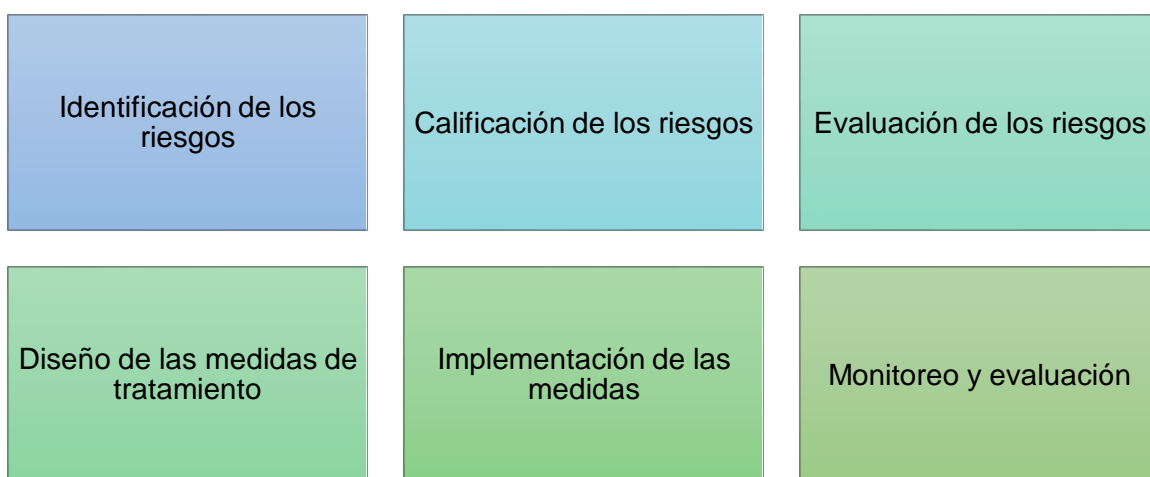 Identificación de los
riesgos
Calificación de los riesgos
Evaluación de los riesgos
Diseño de las medidas de
tratamiento
Implementación de las
medidas
Monitoreo y evaluación